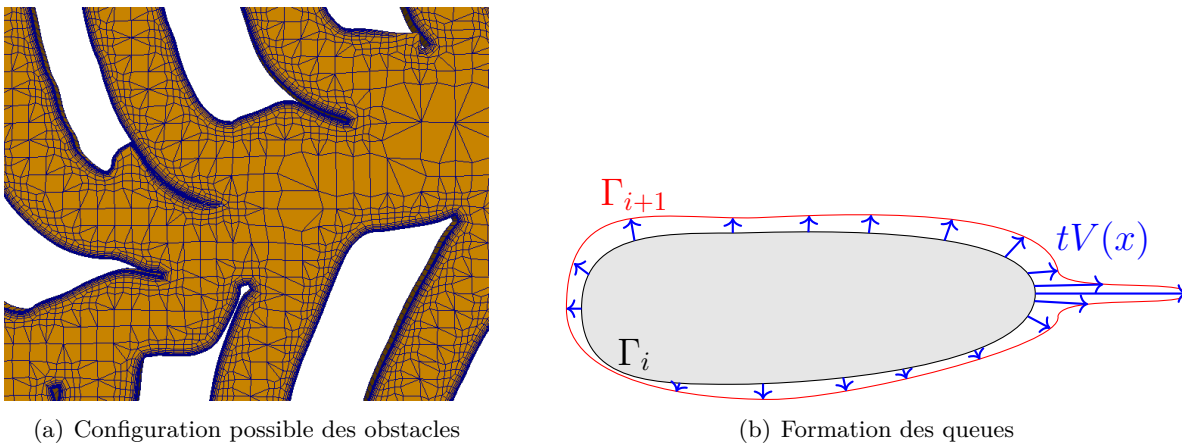 Γ_{i+1}
tV(x)
Γ_i
(a) Configuration possible des obstacles
(b) Formation des queues